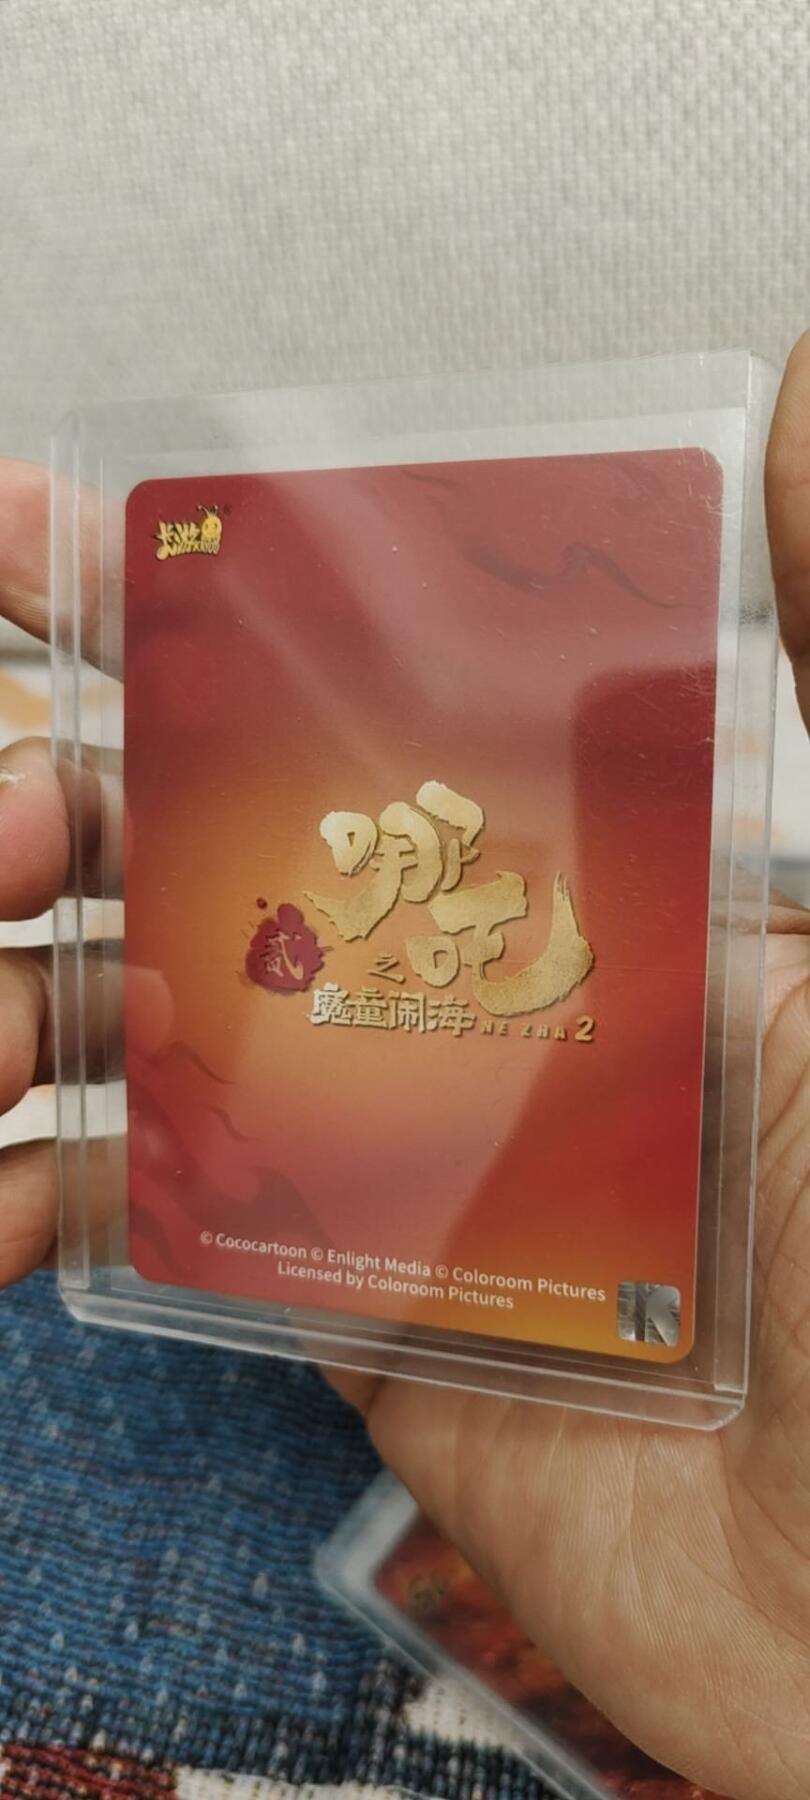 卡游
KAYOU
哪吒
贰
之
魔童闹海 NE ZHA 2
© Cococartoon © Enlight Media © Coloroom Pictures
Licensed by Coloroom Pictures
K